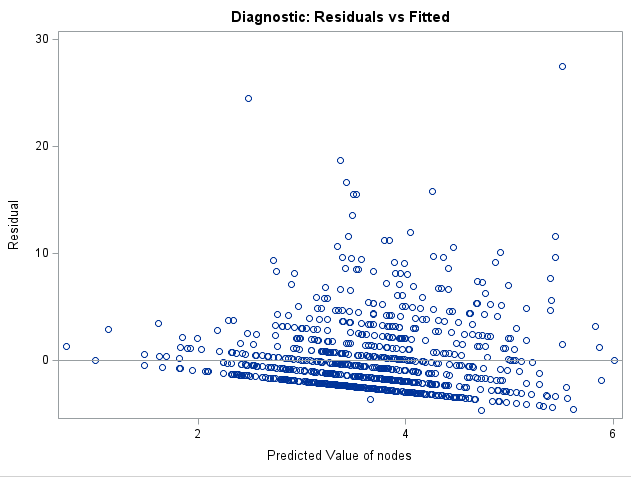 Diagnostic: Residuals vs Fitted
30
20
10
0
Residual
2
4
6
Predicted Value of nodes